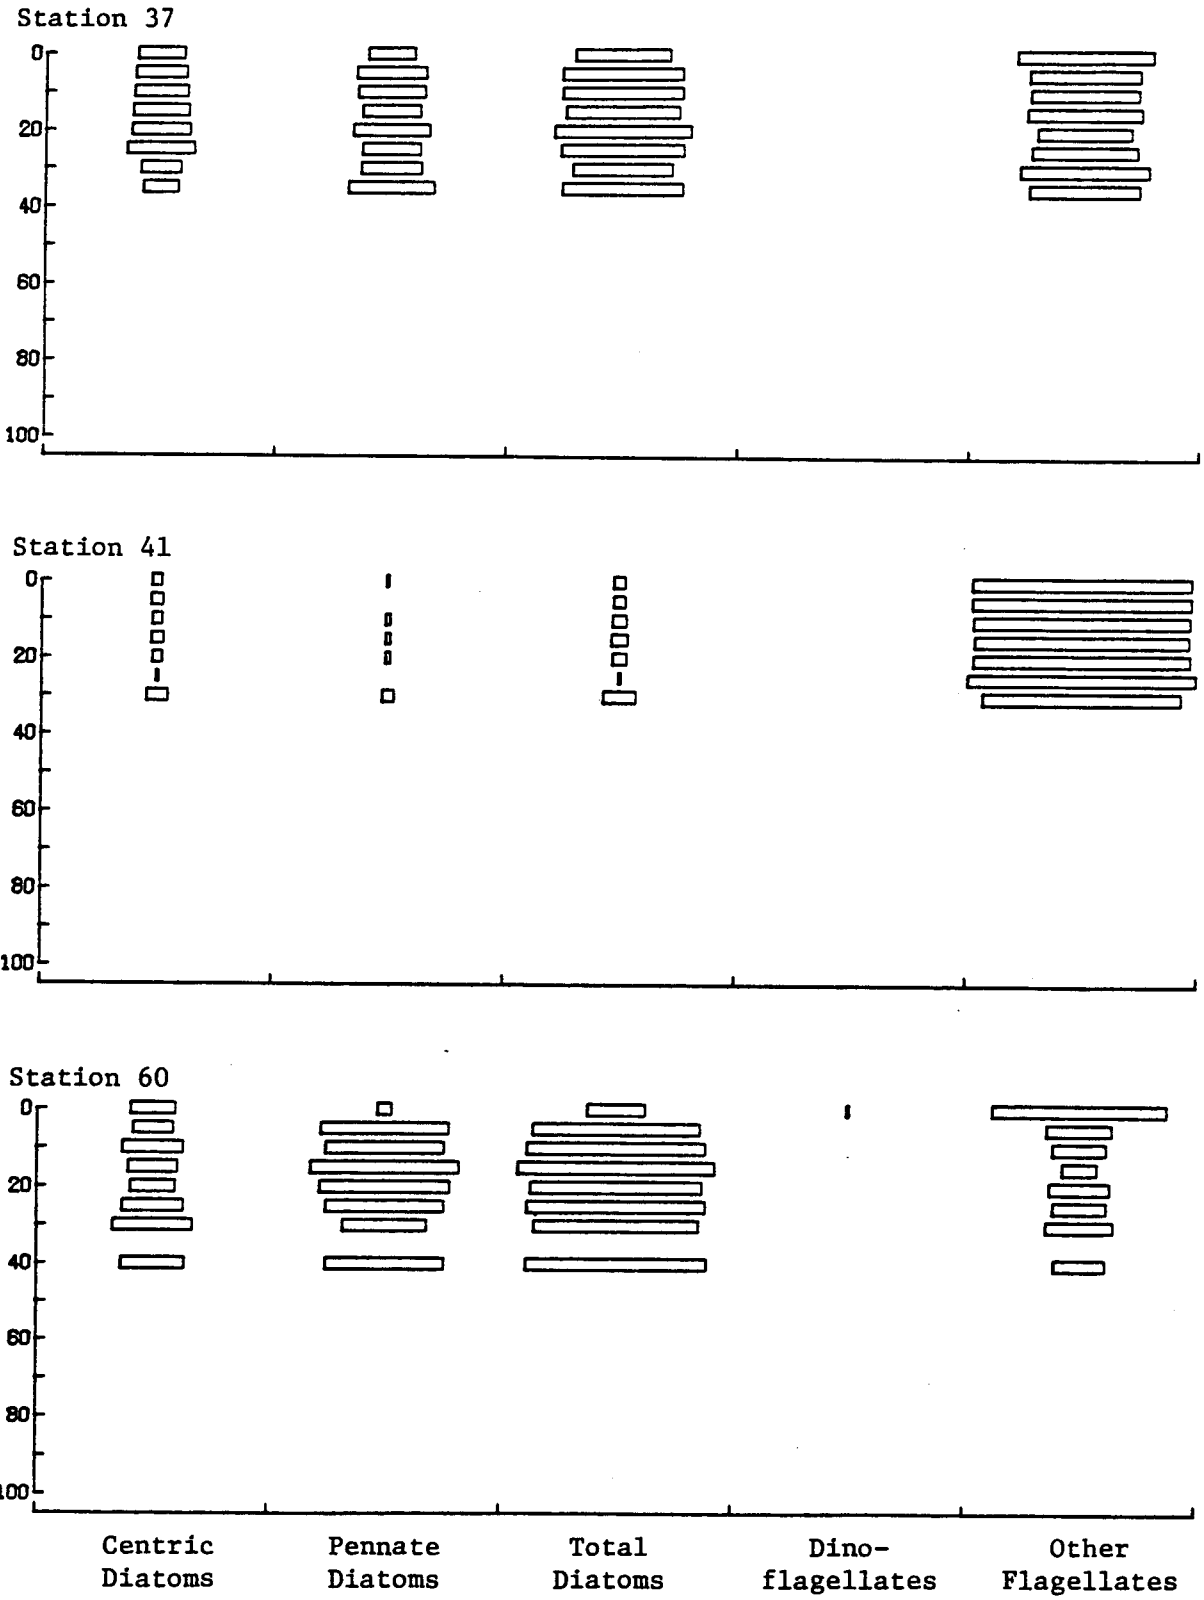 Station 37
0
20
40
60
80
100
Station 41
0
20
40
60
80
100
Station 60
0
20
40
60
80
100
Centric Diatoms
Pennate Diatoms
Total Diatoms
Dino-
flagellates
Other Flagellates